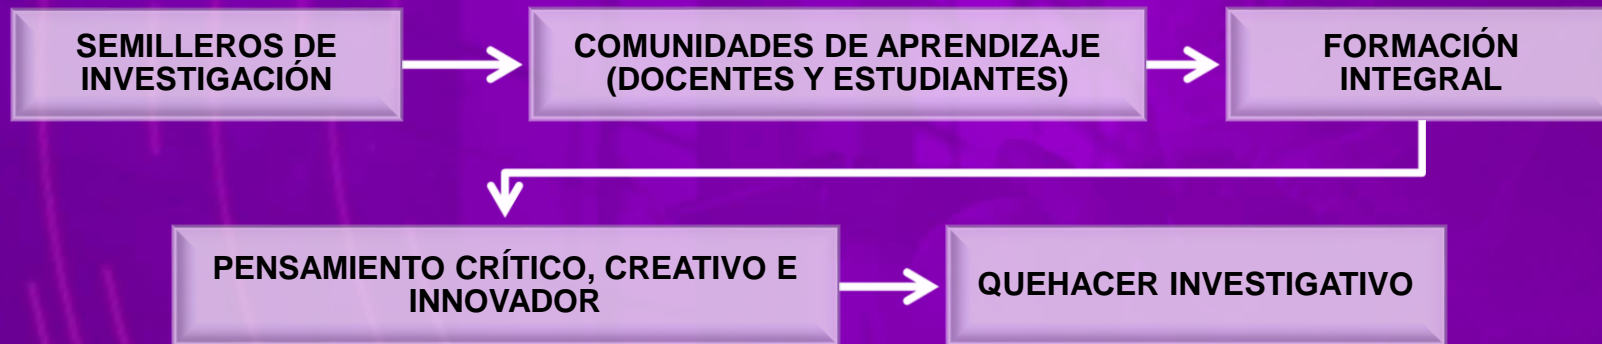 SEMILLEROS DE
INVESTIGACIÓN
COMUNIDADES DE APRENDIZAJE
(DOCENTES Y ESTUDIANTES)
FORMACIÓN
INTEGRAL
PENSAMIENTO CRÍTICO, CREATIVO E
INNOVADOR
QUEHACER INVESTIGATIVO